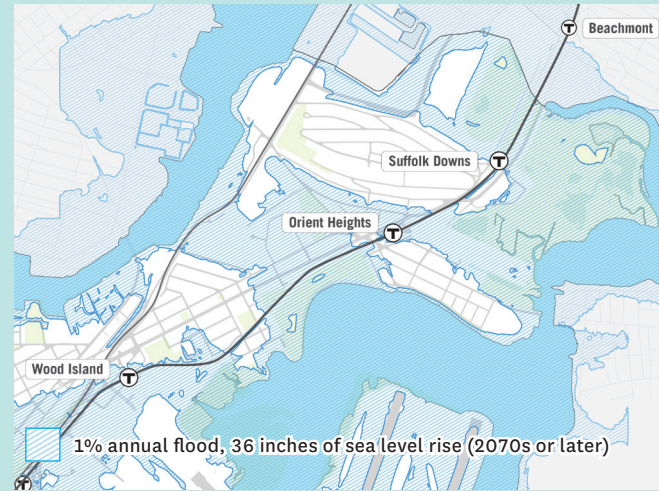 Beachmont
T
Suffolk Downs
T
Orient Heights
T
Wood Island
T
1% annual flood, 36 inches of sea level rise (2070s or later)
T